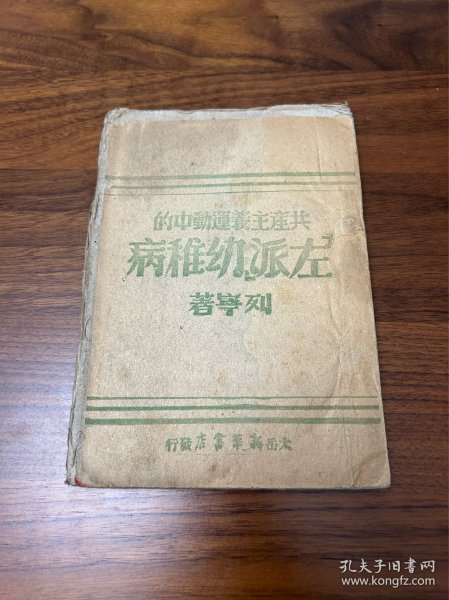 共產主義運動中的
「左派」幼稚病
列寧著
太岳新華書店發行
孔夫子旧书网
www.kongfz.com